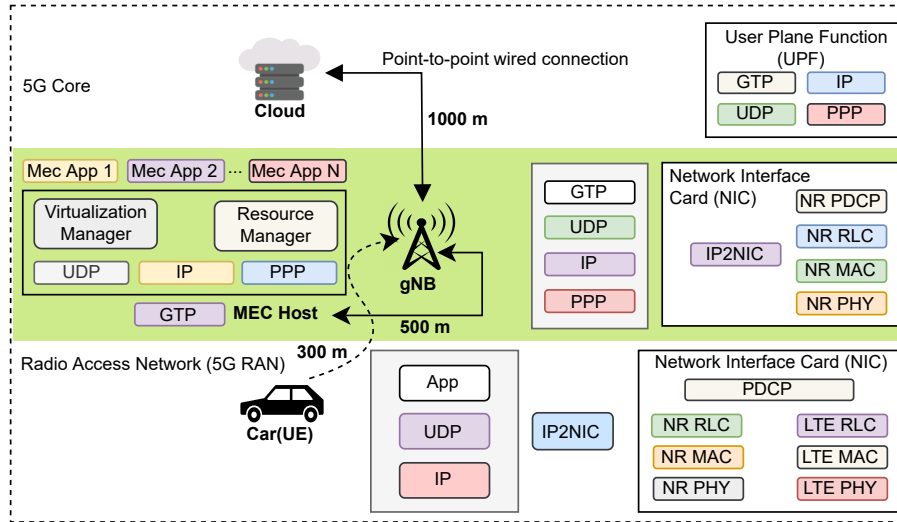 5G Core
Point-to-point wired connection
Cloud
1000 m
User Plane Function
(UPF)
GTP
IP
UDP
PPP
Mec App 1
Mec App 2
...
Mec App N
Virtualization
Manager
Resource
Manager
UDP
IP
PPP
GTP
MEC Host
gNB
500 m
GTP
UDP
IP
PPP
Network Interface
Card (NIC)
IP2NIC
NR PDCP
NR RLC
NR MAC
NR PHY
Radio Access Network (5G RAN)
300 m
Car(UE)
App
UDP
IP
IP2NIC
Network Interface Card (NIC)
PDCP
NR RLC
LTE RLC
NR MAC
LTE MAC
NR PHY
LTE PHY